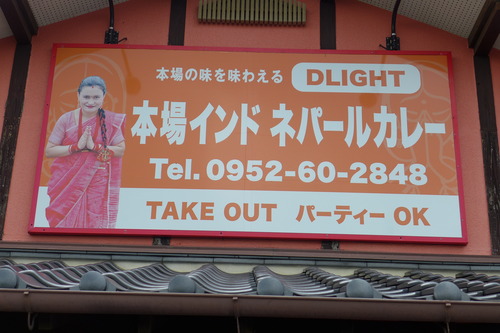 本場の味を味わえる DLIGHT
本場インド ネパールカレー
Tel. 0952-60-2848
TAKE OUT パーティー OK